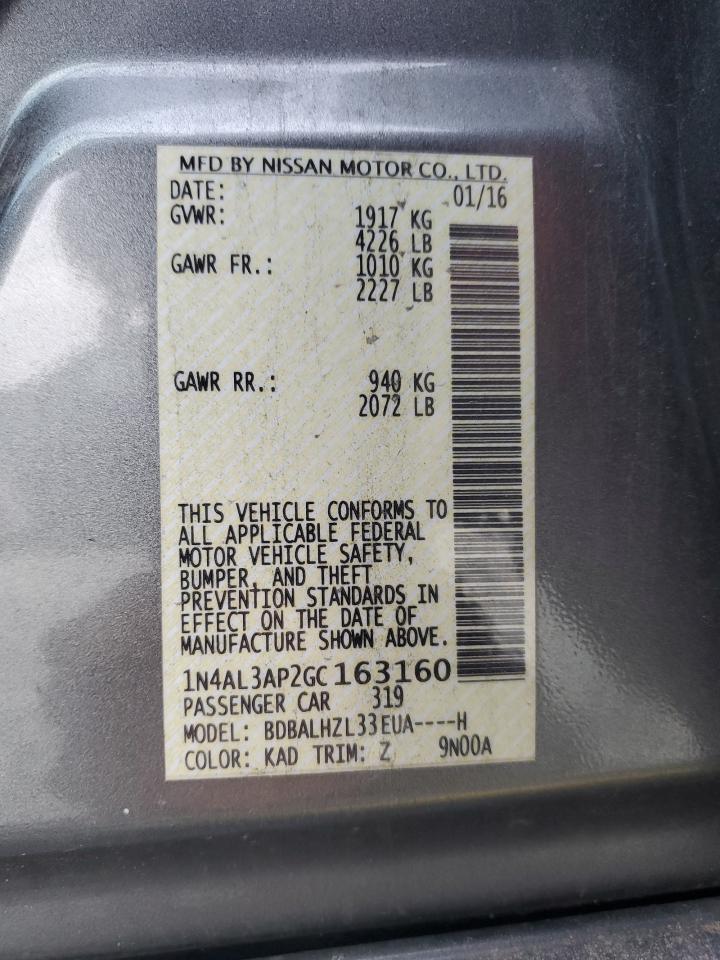 MFD BY NISSAN MOTOR CO., LTD.
DATE: 01/16
GVWR: 1917 KG
4226 LB
GAWR FR.: 1010 KG
2227 LB
GAWR RR.: 940 KG
2072 LB
THIS VEHICLE CONFORMS TO
ALL APPLICABLE FEDERAL
MOTOR VEHICLE SAFETY,
BUMPER, AND THEFT
PREVENTION STANDARDS IN
EFFECT ON THE DATE OF
MANUFACTURE SHOWN ABOVE.
1N4AL3AP2GC163160
PASSENGER CAR 319
MODEL: BDBALHZL33EUA----H
COLOR: KAD TRIM: Z 9N00A